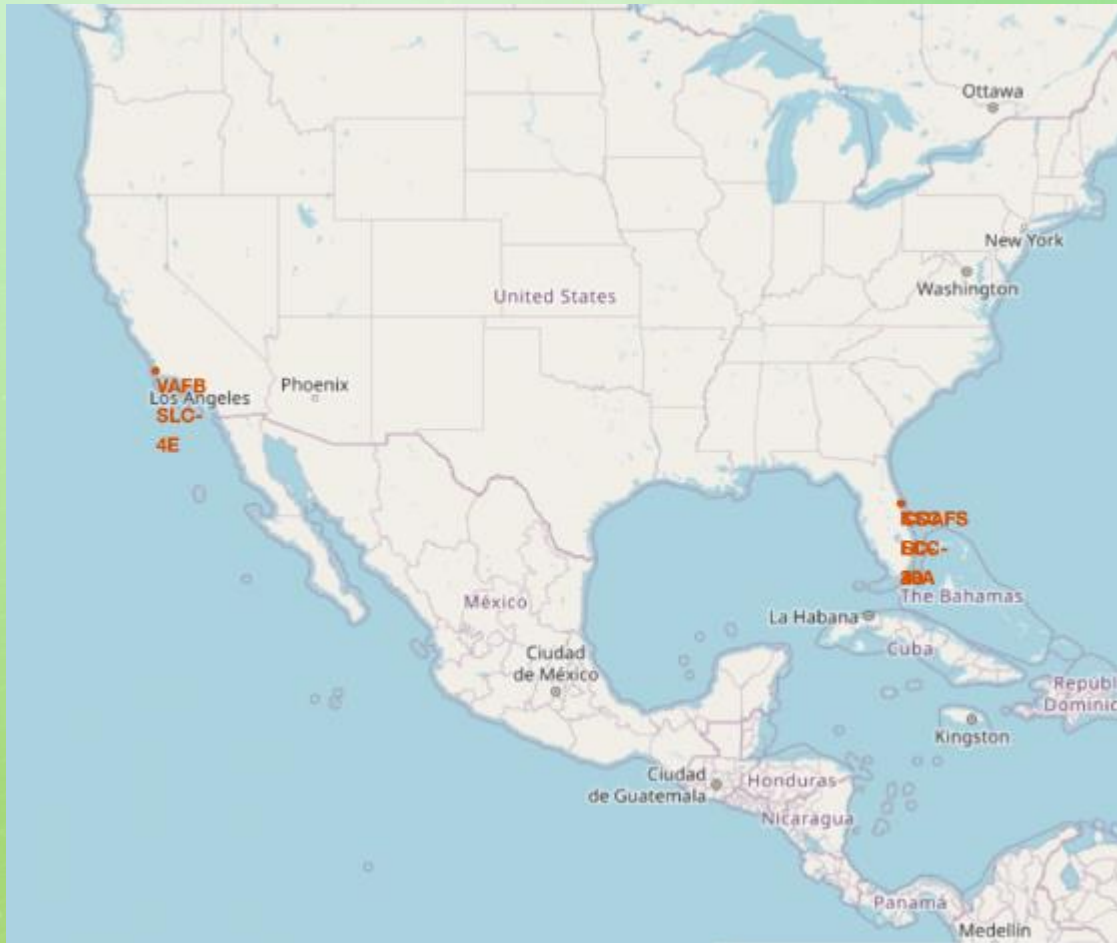 Ottawa
New York
Washington
United States
Phoenix
VAFB
Los Angeles
SLC-
4E
The Bahamas
La Habana
México
Cuba
Ciudad
de México
Kingston
Ciudad
de Guatemala
Honduras
Nicaragua
Panamá
Medellín